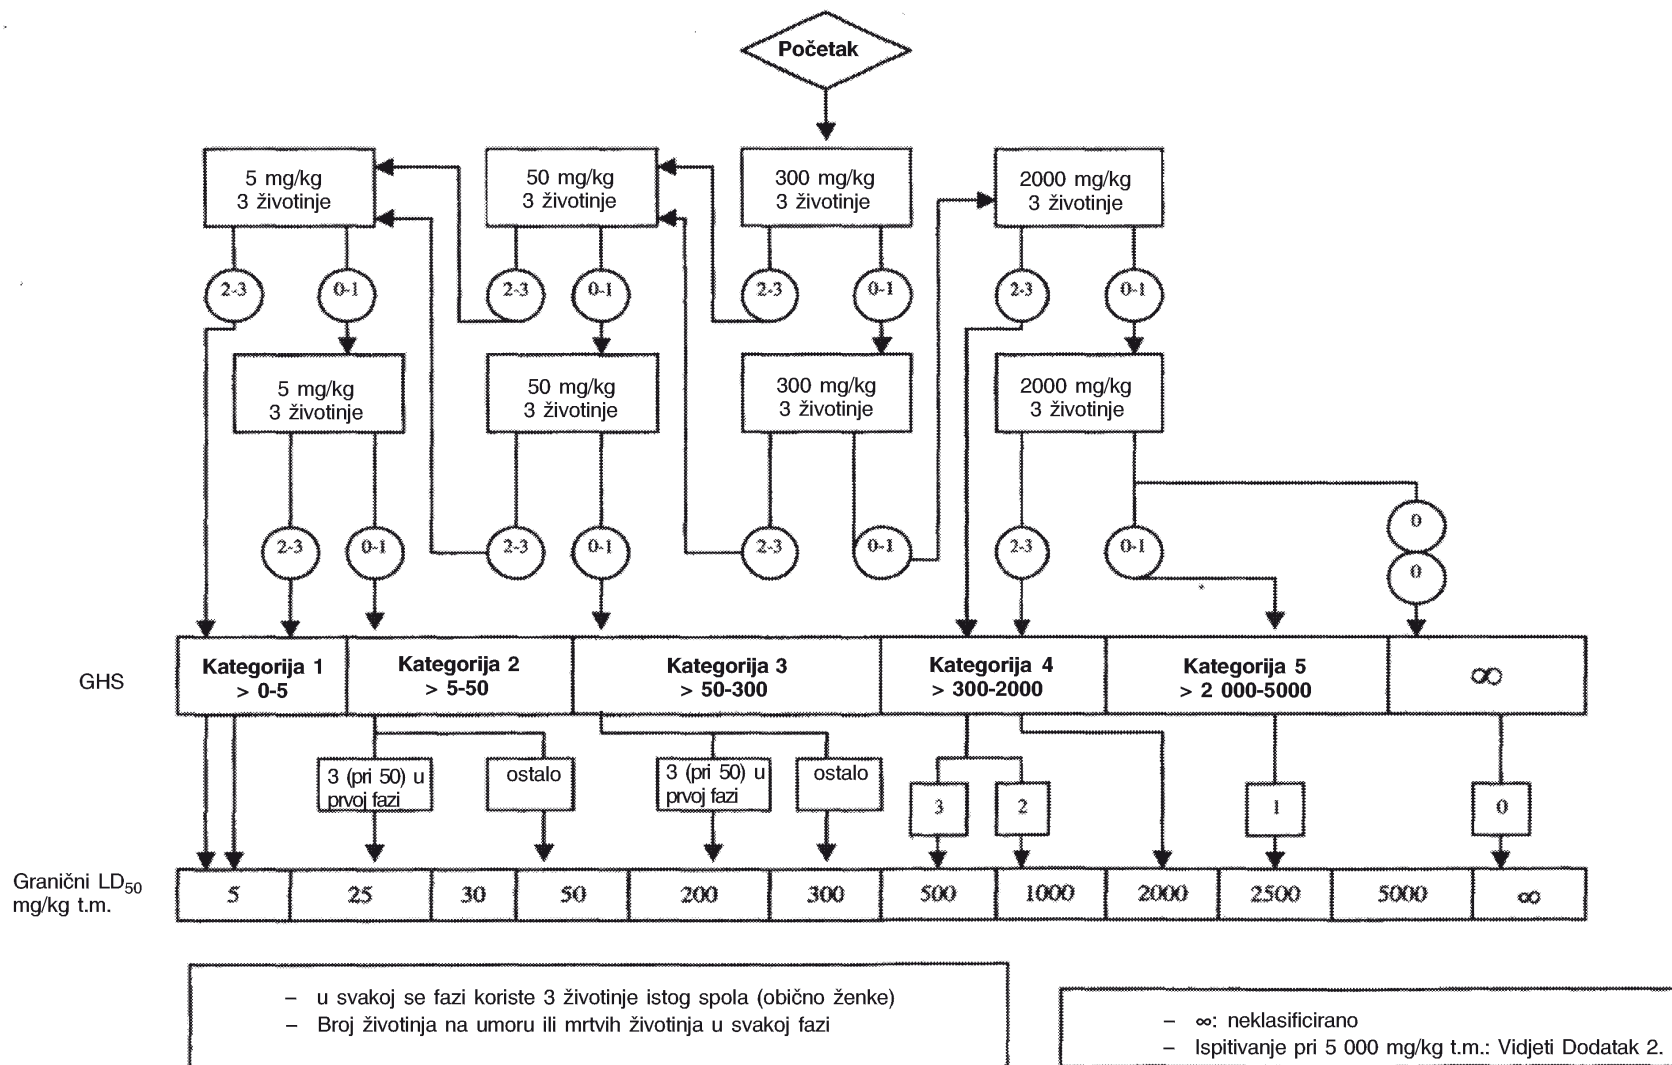 Početak
5 mg/kg
3 životinje
50 mg/kg
3 životinje
300 mg/kg
3 životinje
2000 mg/kg
3 životinje
2-3
0-1
2-3
0-1
2-3
0-1
2-3
0-1
5 mg/kg
3 životinje
50 mg/kg
3 životinje
300 mg/kg
3 životinje
2000 mg/kg
3 životinje
2-3
0-1
2-3
0-1
2-3
0-1
2-3
0-1
0
0
GHS
Kategorija 1
> 0-5
Kategorija 2
> 5-50
Kategorija 3
> 50-300
Kategorija 4
> 300-2000
Kategorija 5
> 2 000-5000
∞
3 (pri 50) u
prvoj fazi
ostalo
3 (pri 50) u
prvoj fazi
ostalo
3
2
1
0
Granični LD50
mg/kg t.m.
5
25
30
50
200
300
500
1000
2000
2500
5000
∞
– u svakoj se fazi koriste 3 životinje istog spola (obično ženke)
– Broj životinja na umoru ili mrtvih životinja u svakoj fazi
– ∞: neklasificirano
– Ispitivanje pri 5 000 mg/kg t.m.: Vidjeti Dodatak 2.